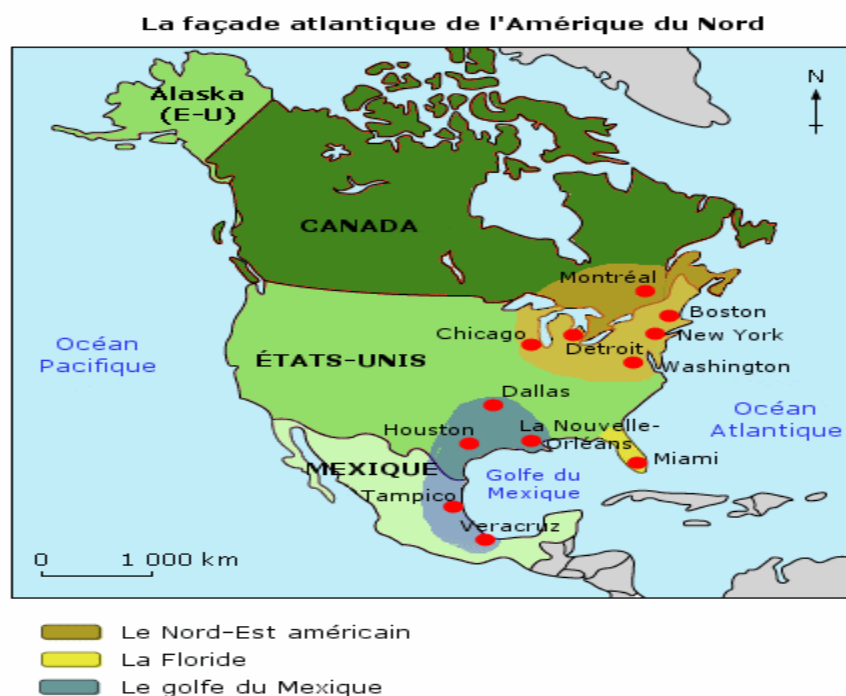 La façade atlantique de l'Amérique du Nord
Alaska
(E-U)
N
CANADA
Montréal
Boston
Chicago
New York
Détroit
Washington
Océan
Pacifique
ÉTATS-UNIS
Dallas
Océan
Atlantique
Houston
La Nouvelle-
Orléans
MEXIQUE
Miami
Golfe du
Mexique
Tampico
Veracruz
0 1 000 km
Le Nord-Est américain
La Floride
Le golfe du Mexique